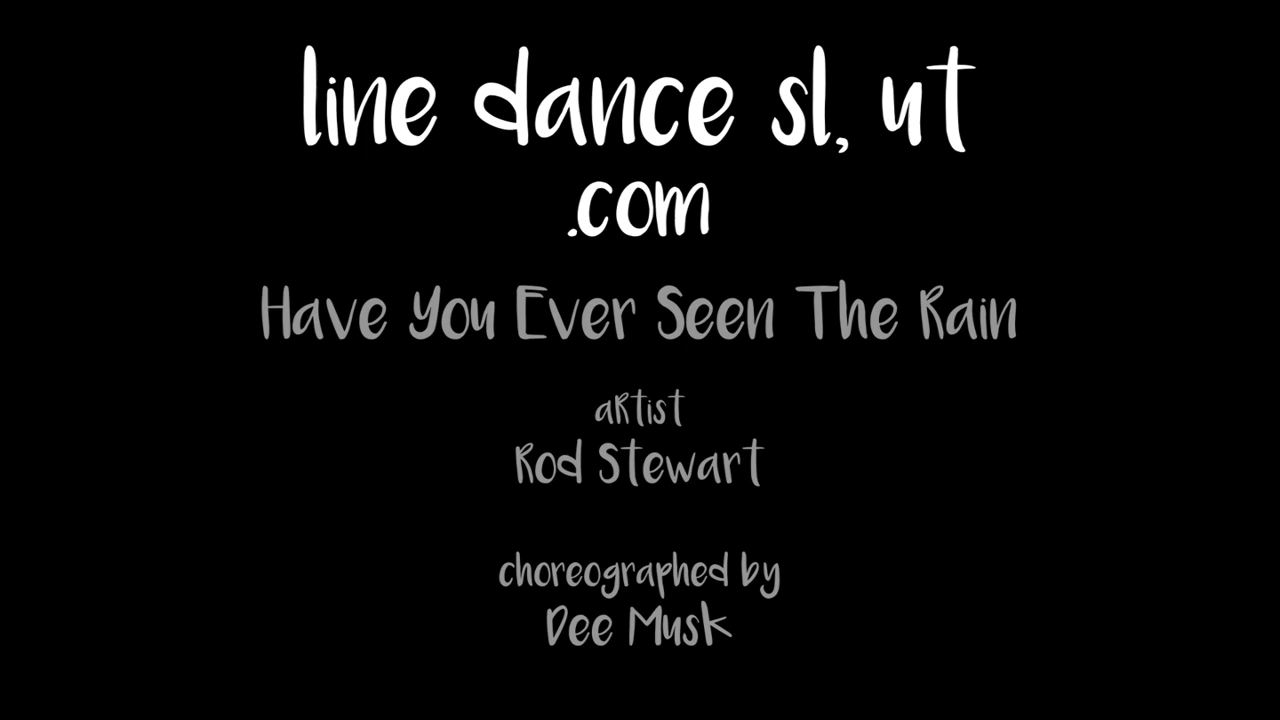 line dance sl, ut
.com
Have You Ever Seen The Rain
artist
Rod Stewart
choreographed by
Dee Musk